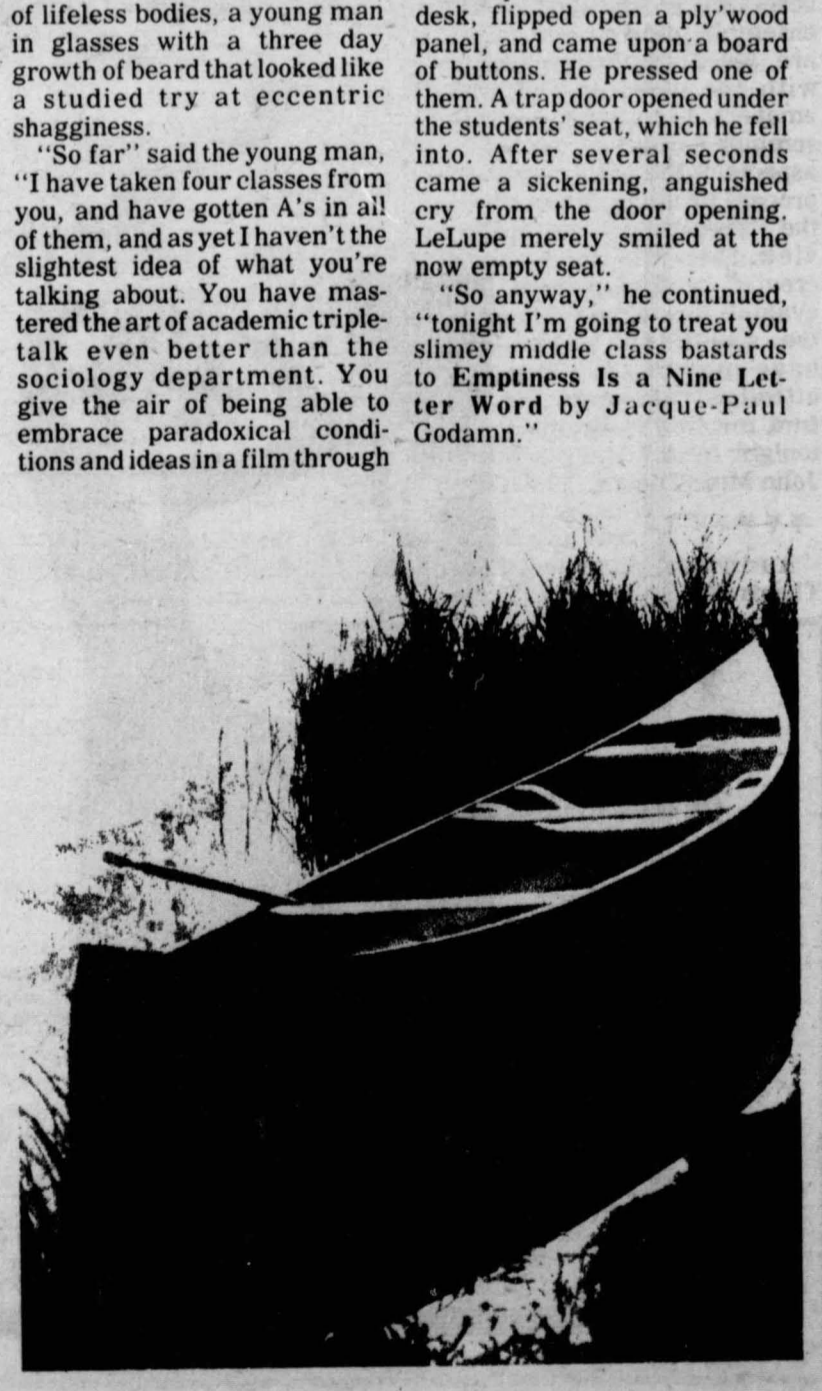 of lifeless bodies, a young man
in glasses with a three day
growth of beard that looked like
a studied try at eccentric
shagginess.
"So far" said the young man,
"I have taken four classes from
you, and have gotten A's in all
of them, and as yet I haven't the
slightest idea of what you're
talking about. You have mas-
tered the art of academic triple-
talk even better than the
sociology department. You
give the air of being able to
embrace paradoxical condi-
tions and ideas in a film through
desk, flipped open a ply'wood
panel, and came upon a board
of buttons. He pressed one of
them. A trap door opened under
the students' seat, which he fell
into. After several seconds
came a sickening, anguished
cry from the door opening.
LeLupe merely smiled at the
now empty seat.
"So anyway," he continued,
"tonight I'm going to treat you
slimey middle class bastards
to Emptiness Is a Nine Let-
ter Word by Jacque-Paul
Godamn."